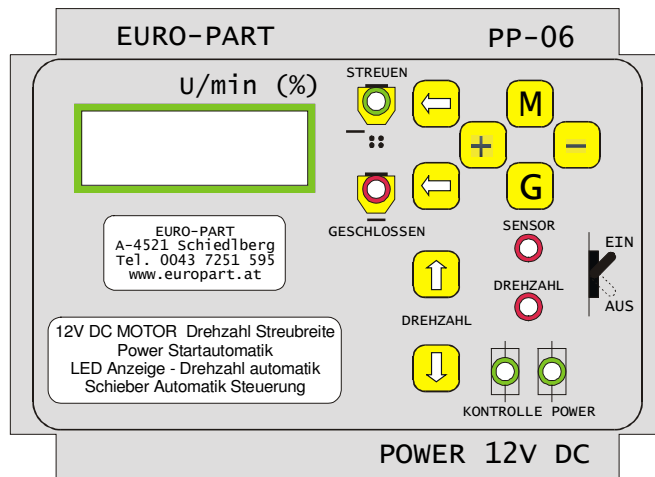 EURO-PART PP-06
U/min (%)
STREUEN
M
+
−
G
GESCHLOSSEN
SENSOR
EIN
EURO-PART
A-4521 Schiedlberg
Tel. 0043 7251 595
www.europart.at
DREHZAHL
AUS
DREHZAHL
12V DC MOTOR Drehzahl Streubreite
Power Startautomatik
LED Anzeige - Drehzahl automatik
Schieber Automatik Steuerung
KONTROLLE POWER
POWER 12V DC